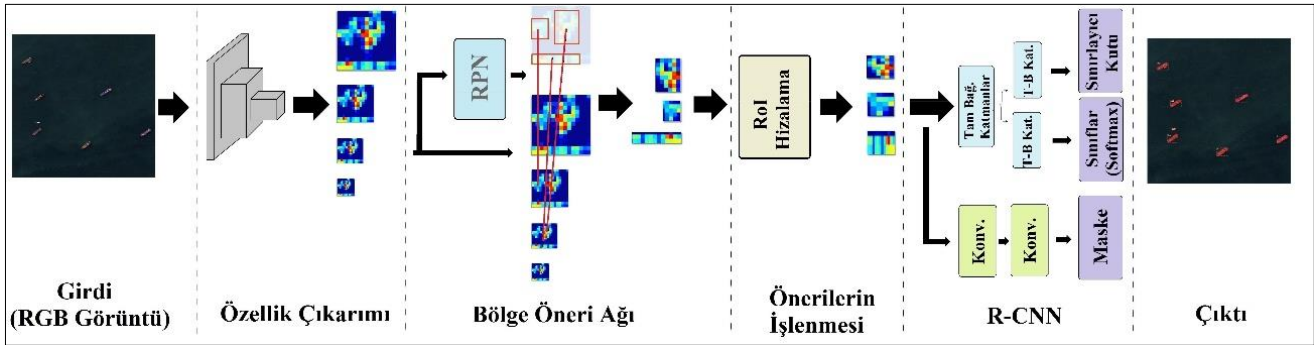 Girdi
(RGB Görüntü)
Özellik Çıkarımı
RPN
Bölge Öneri Ağı
RoI
Hizalama
Önerilerin
İşlenmesi
Tam Bağ.
Katmanlar
T-B Kat.
T-B Kat.
Sınırlayıcı
Kutu
Sınıflar
(Softmax)
Konv.
Konv.
Maske
R-CNN
Çıktı